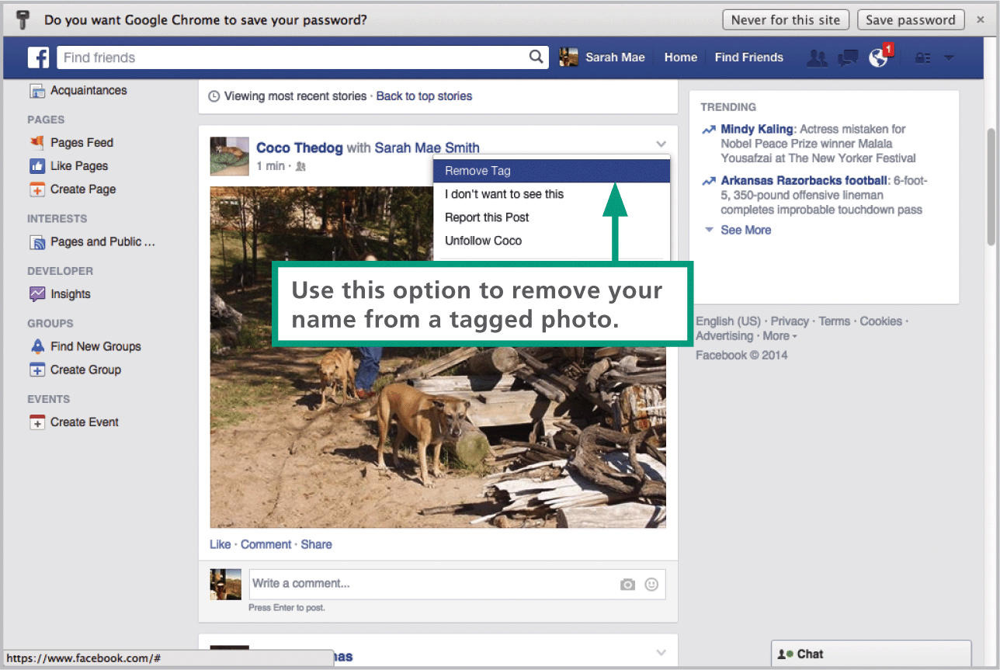 Do you want Google Chrome to save your password?
Never for this site
Save password
×
f
Find friends
Sarah Mae
Home
Find Friends
1
Acquaintances
PAGES
Pages Feed
Like Pages
Create Page
INTERESTS
Pages and Public ...
DEVELOPER
Insights
GROUPS
Find New Groups
Create Group
EVENTS
Create Event
Viewing most recent stories · Back to top stories
Coco Thedog with Sarah Mae Smith
1 min ·
Remove Tag
I don't want to see this
Report this Post
Unfollow Coco
Use this option to remove your
name from a tagged photo.
Like · Comment · Share
Write a comment...
Press Enter to post.
TRENDING
Mindy Kaling: Actress mistaken for
Nobel Peace Prize winner Malala
Yousafzai at The New Yorker Festival
Arkansas Razorbacks football: 6-foot-
5, 350-pound offensive lineman
completes improbable touchdown pass
See More
English (US) · Privacy · Terms · Cookies ·
Advertising · More
Facebook © 2014
https://www.facebook.com/#
Chat